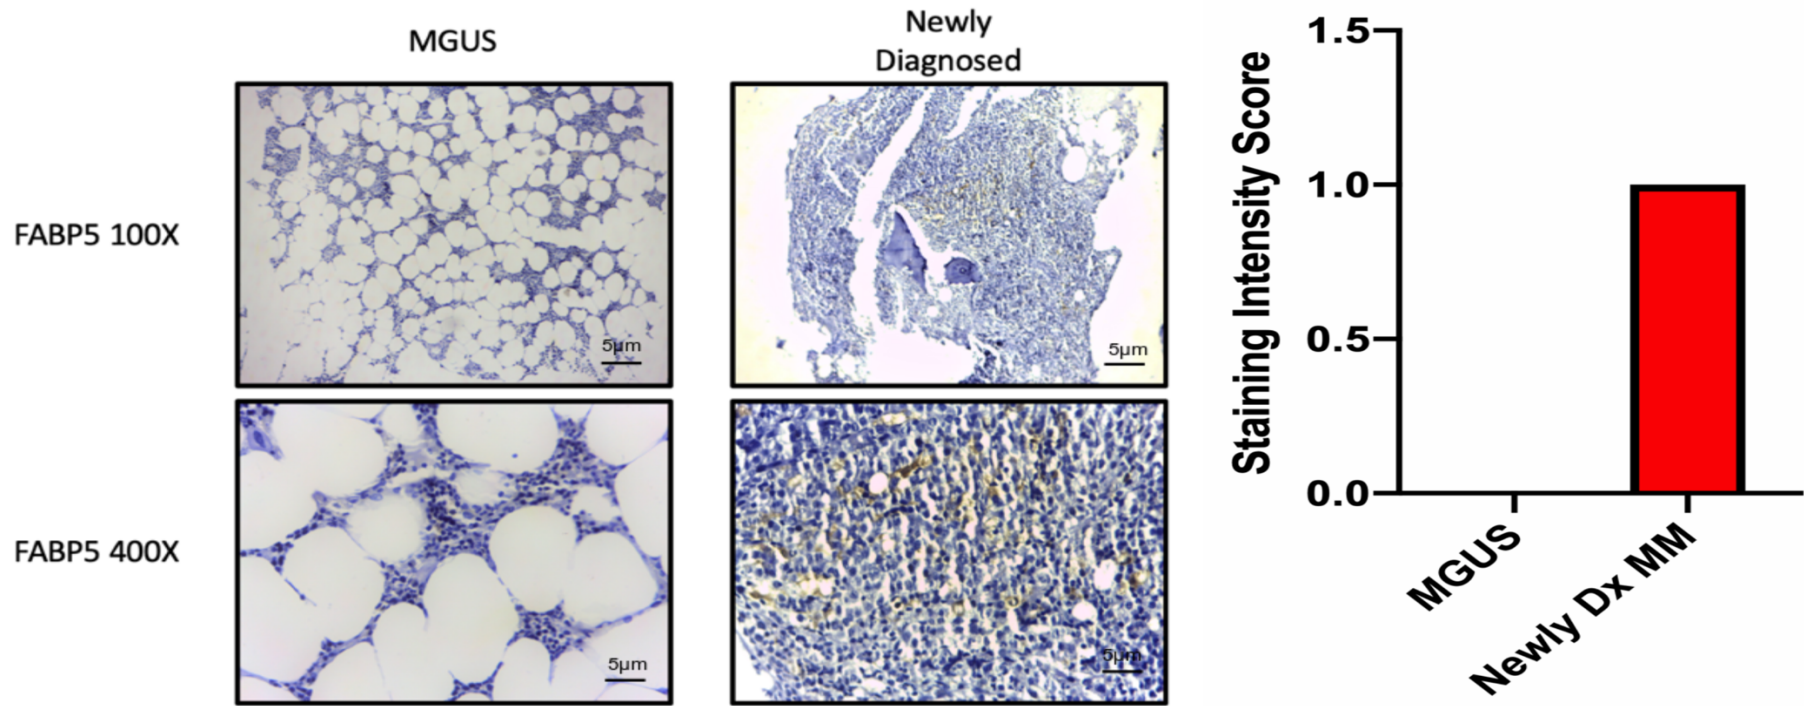 MGUS
Newly
Diagnosed
FABP5 100X
5µm
5µm
FABP5 400X
5µm
5µm
Staining Intensity Score
1.5
1.0
0.5
0.0
MGUS
Newly Dx MM